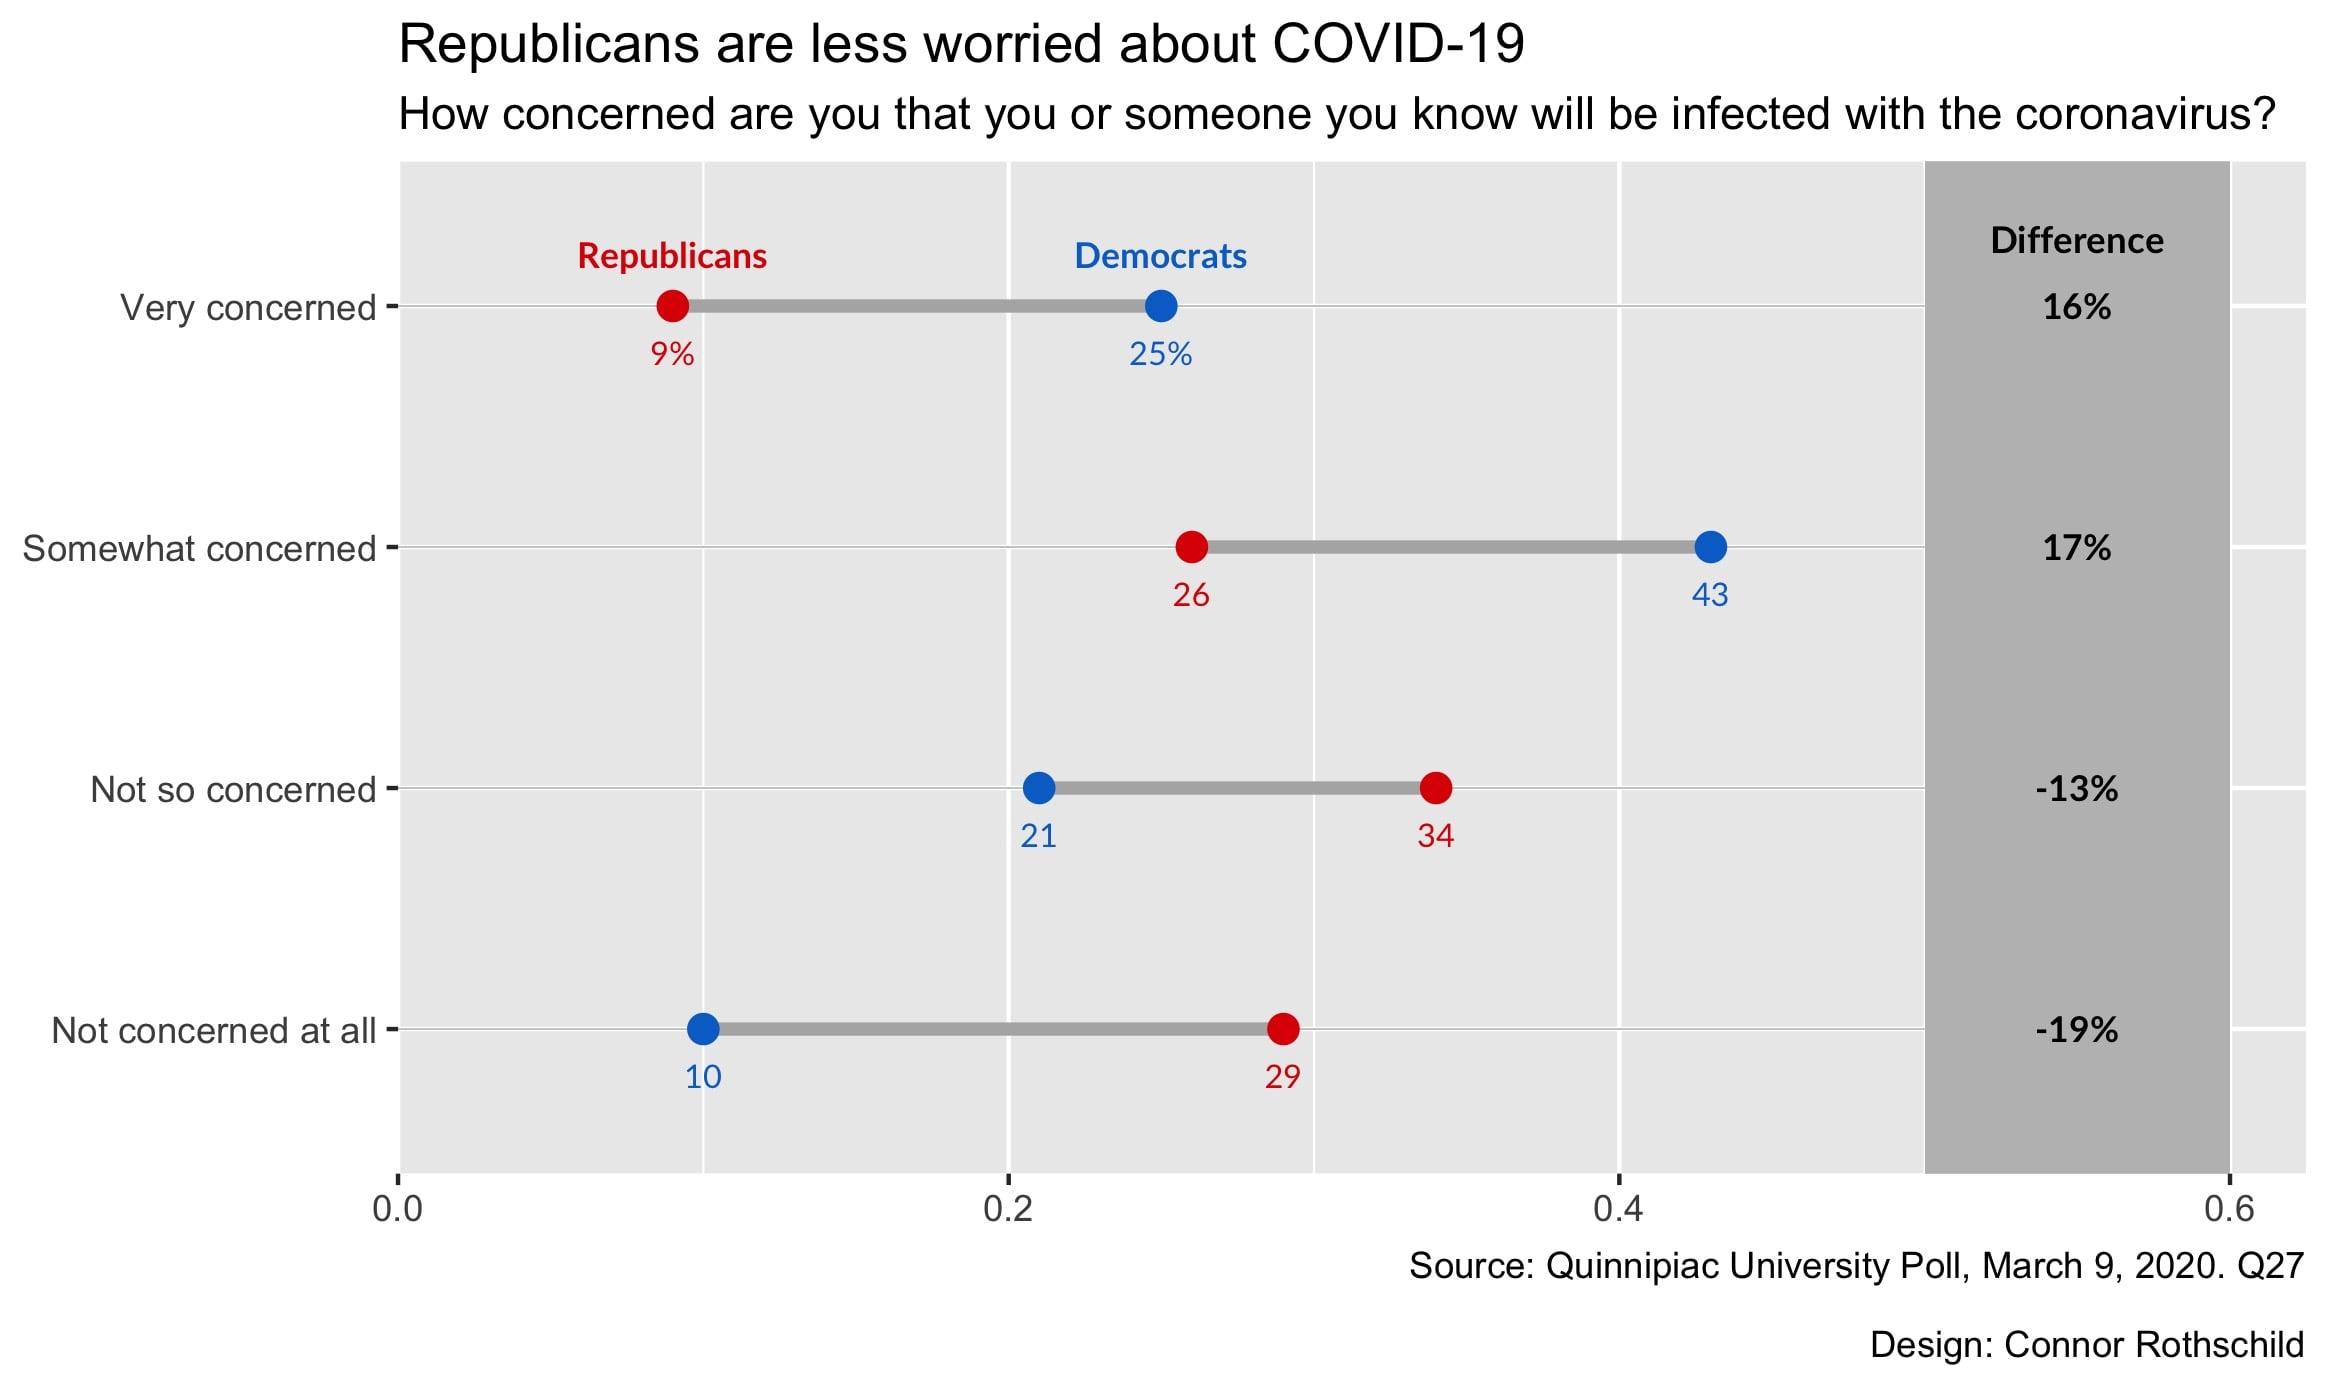 Republicans are less worried about COVID-19
How concerned are you that you or someone you know will be infected with the coronavirus?
Republicans Democrats Difference
Very concerned 16%
9% 25%
Somewhat concerned 17%
26 43
Not so concerned -13%
21 34
Not concerned at all -19%
10 29
0.0 0.2 0.4 0.6
Source: Quinnipiac University Poll, March 9, 2020. Q27
Design: Connor Rothschild